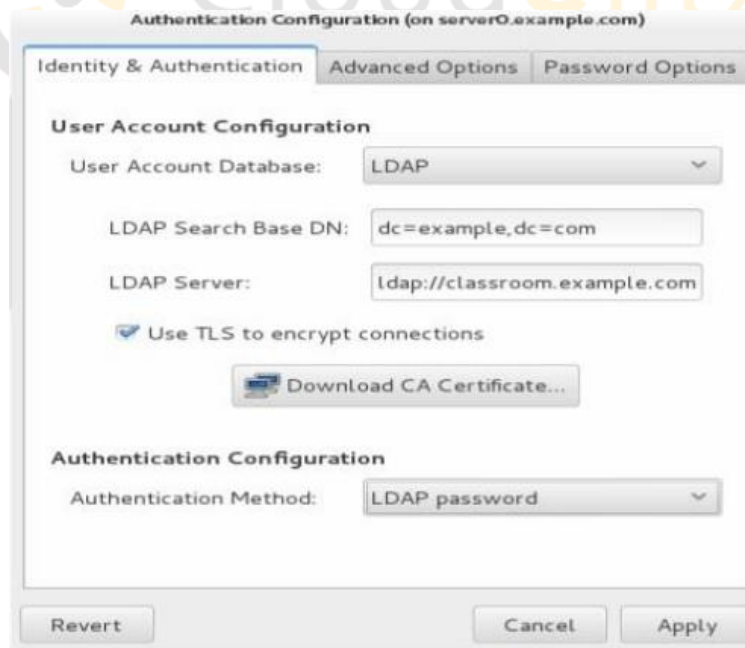 Authentication Configuration (on server0.example.com)
Identity & Authentication Advanced Options Password Options
User Account Configuration
User Account Database: LDAP
LDAP Search Base DN: dc=example,dc=com
LDAP Server: ldap://classroom.example.com
Use TLS to encrypt connections
Download CA Certificate...
Authentication Configuration
Authentication Method: LDAP password
Revert Cancel Apply